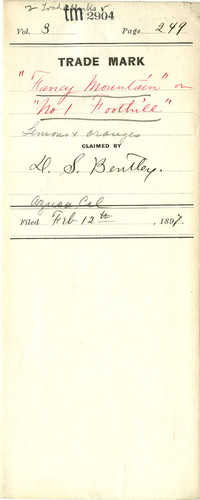 2 Trade Marks
tm 2904
Vol. 3 Page 249
TRADE MARK
"Fancy Mountain" or
"No 1 Foothill"
Lemons & Oranges
CLAIMED BY
D. S. Bentley.
Azusa, Cal
Filed Feb 12th, 1897.